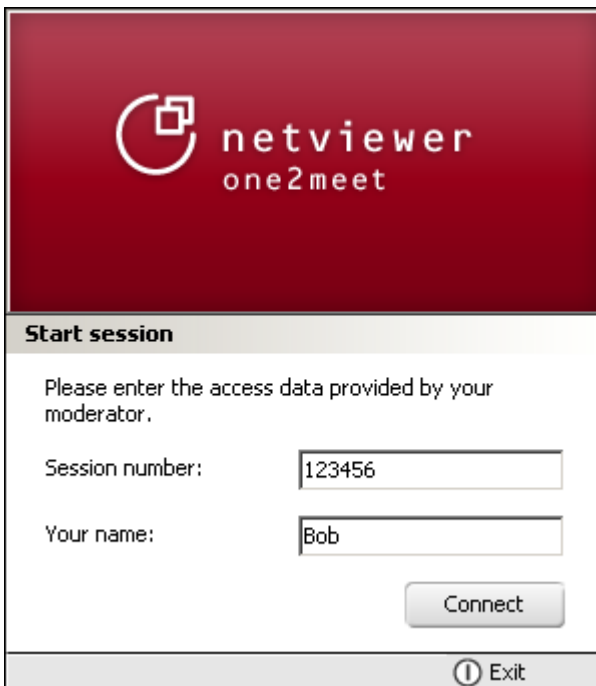 netviewer
one2meet
Start session
Please enter the access data provided by your
moderator.
Session number: 123456
Your name: Bob
Connect
Exit